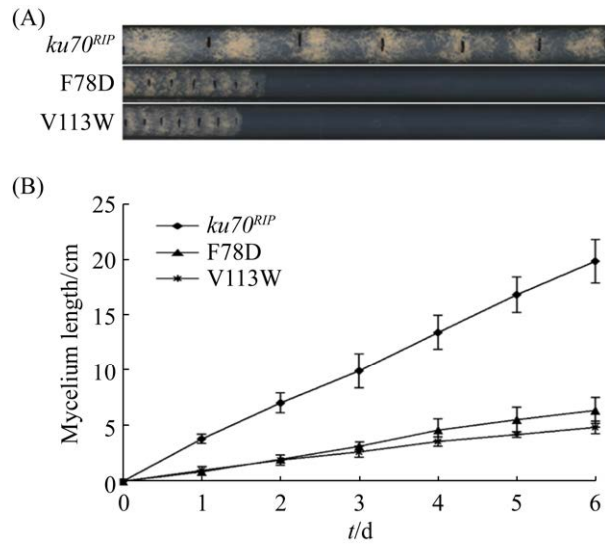 (A)
ku70RIP
F78D
V113W
(B)
25
20
15
10
5
0
Mycelium length/cm
ku70RIP
F78D
V113W
0 1 2 3 4 5 6
t/d